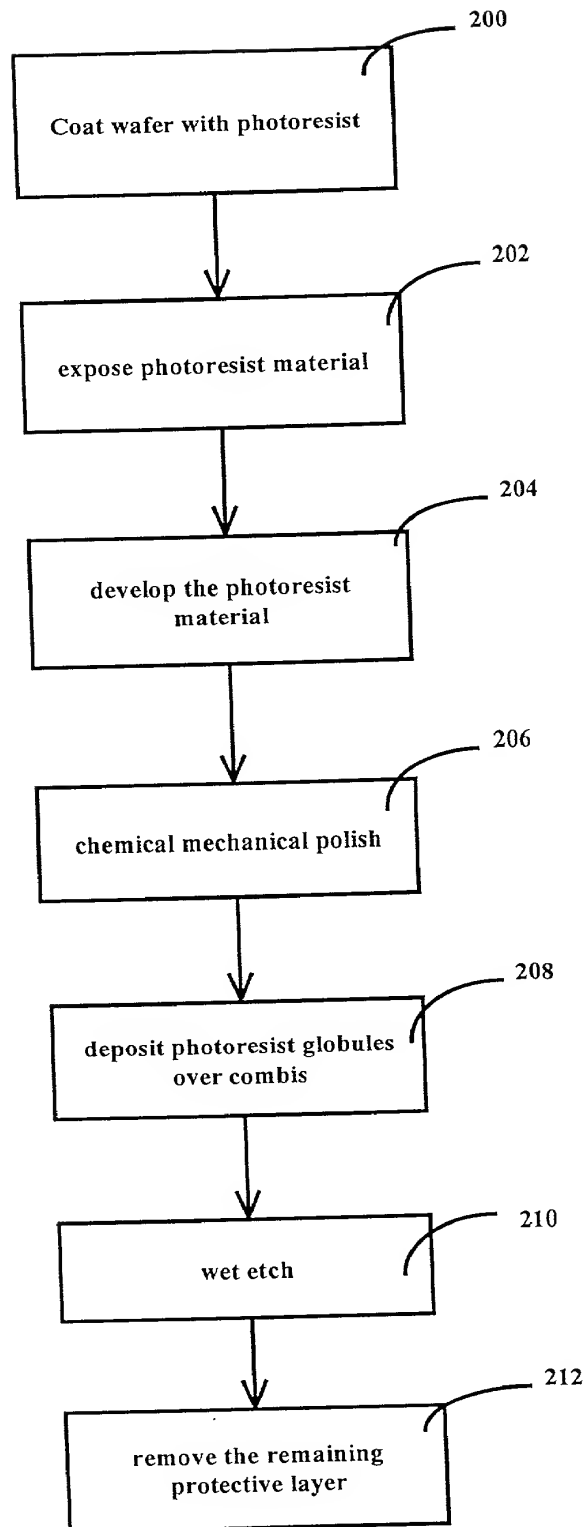 200
Coat wafer with photoresist
202
expose photoresist material
204
develop the photoresist
material
206
chemical mechanical polish
208
deposit photoresist globules
over combis
210
wet etch
212
remove the remaining
protective layer